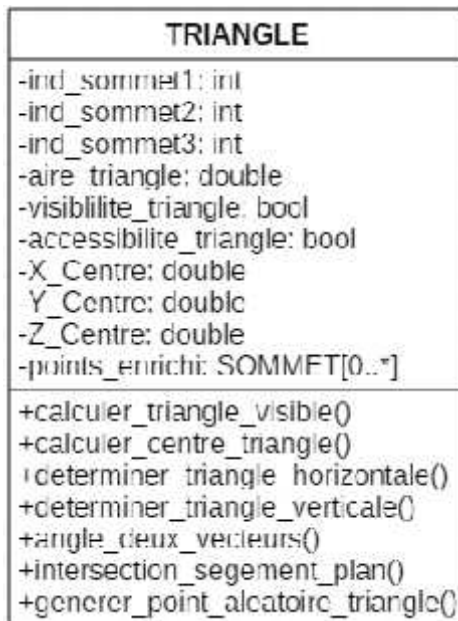 TRIANGLE
-ind_sommet1: int
-ind_sommet2: int
-ind_sommet3: int
-aire_triangle: double
-visiblilite_triangle: bool
-accessibilite_triangle: bool
-X_Centre: double
-Y_Centre: double
-Z_Centre: double
-points_enrichi: SOMMET[0..*]
+calculer_triangle_visible()
+calculer_centre_triangle()
+determiner_triangle_horizontale()
+determiner_triangle_verticale()
+angle_deux_vecteurs()
+intersection_segement_plan()
+generer_point_aleatoire_triangle()